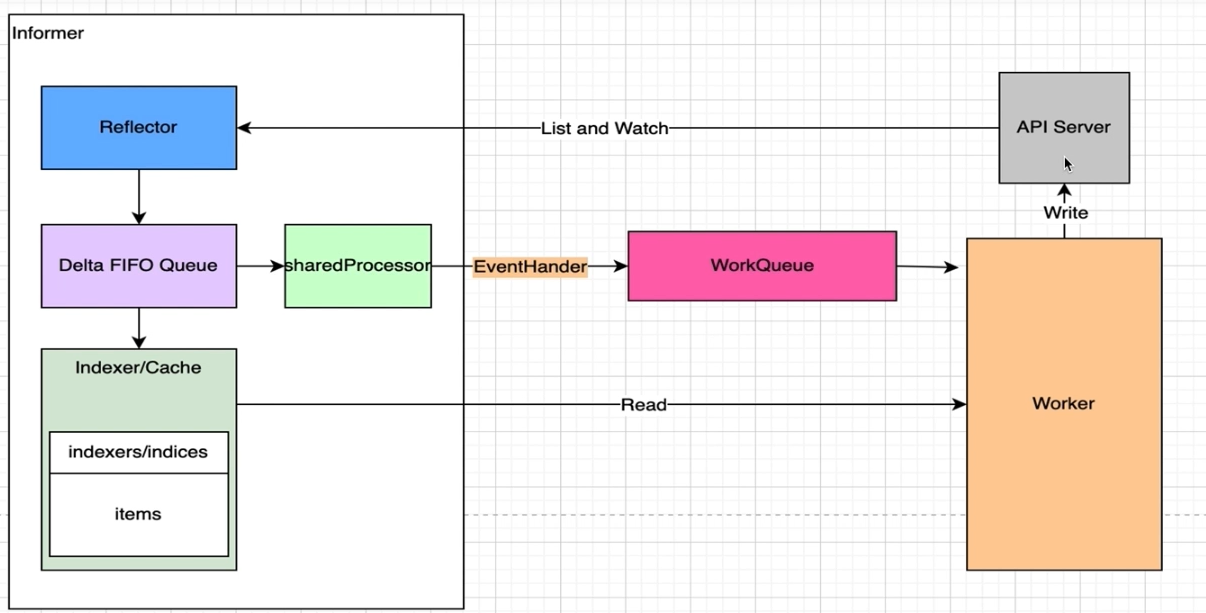 Informer
Reflector
List and Watch
API Server
Write
Delta FIFO Queue
sharedProcessor
EventHander
WorkQueue
Indexer/Cache
Read
Worker
indexers/indices
items